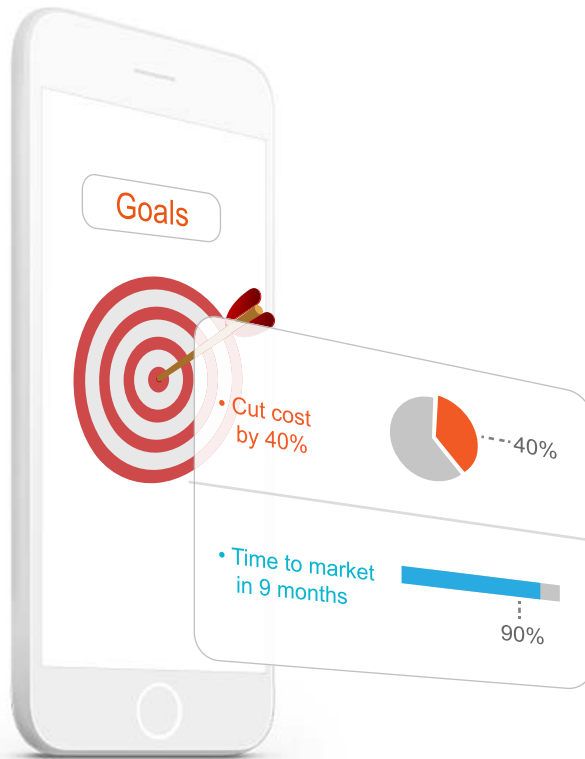 Goals
• Cut cost
by 40%
40%
• Time to market
in 9 months
90%